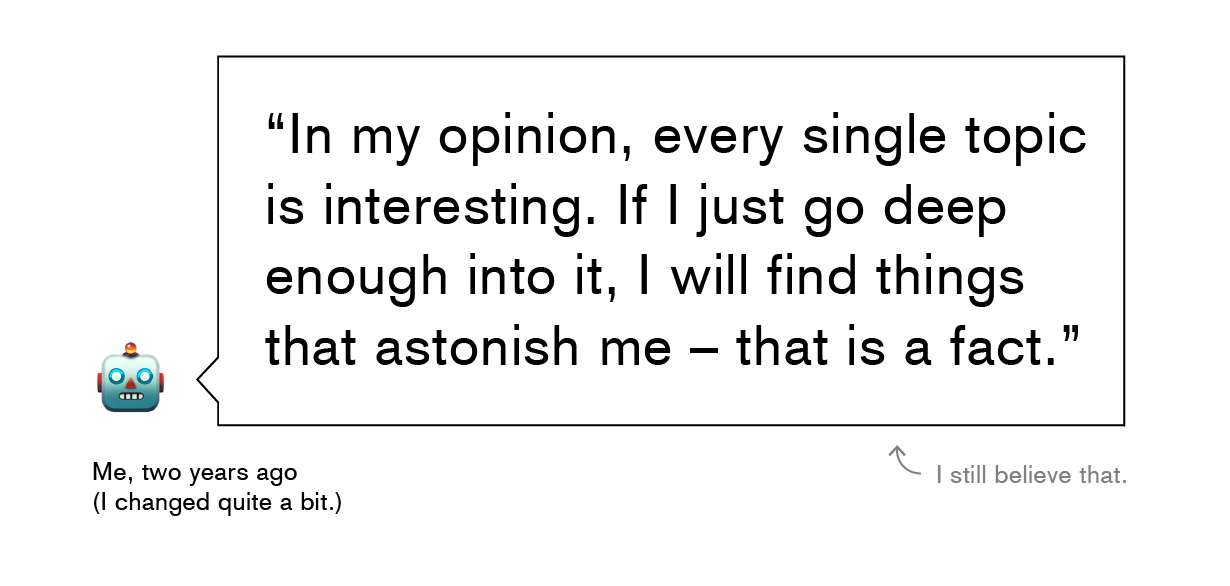 “In my opinion, every single topic
is interesting. If I just go deep
enough into it, I will find things
that astonish me – that is a fact.”
Me, two years ago
(I changed quite a bit.)
I still believe that.